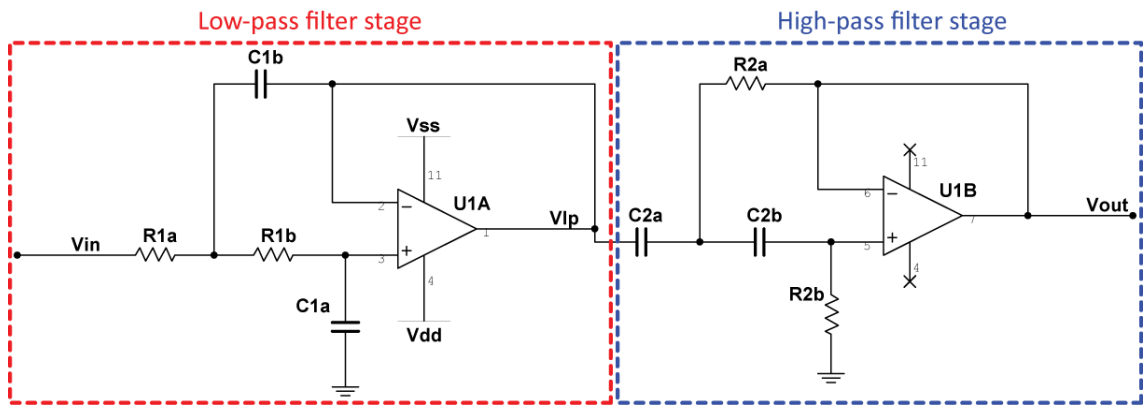 Low-pass filter stage
High-pass filter stage
C1b
R2a
Vss
11
U1A
2
Vlp
1
Vin
R1a
R1b
3
4
C1a
Vdd
11
U1B
6
C2a
C2b
Vout
7
5
4
R2b